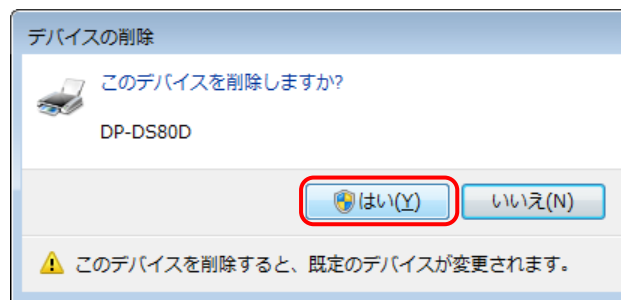 デバイスの削除
このデバイスを削除しますか?
DP-DS80D
はい(Y)
いいえ(N)
このデバイスを削除すると、既定のデバイスが変更されます。